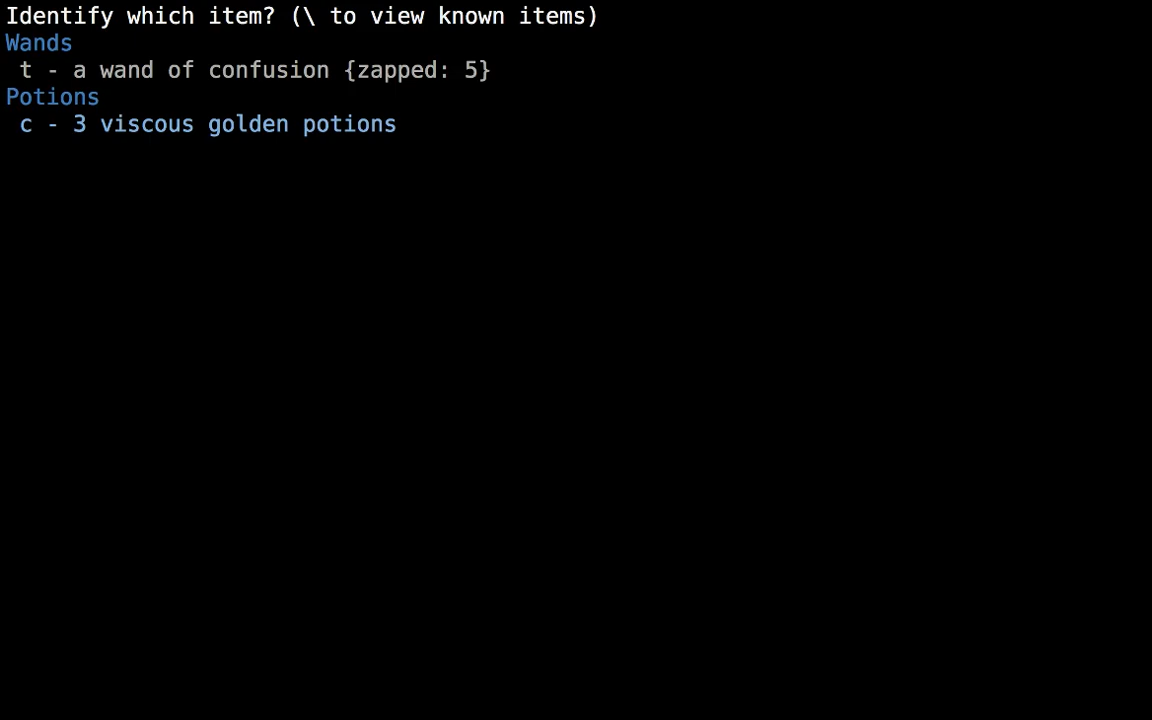 Identify which item? (\ to view known items)
Wands
t - a wand of confusion {zapped: 5}
Potions
c - 3 viscous golden potions